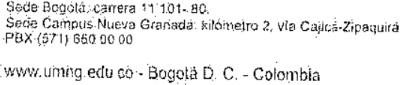 Sede Bogotá: carrera 11 101- 80.
Sede Campus Nueva Granada: kilómetro 2, vía Cajicá-Zipaquirá
PBX (571) 650 00 00
www.umng.edu.co - Bogotá D. C. - Colombia